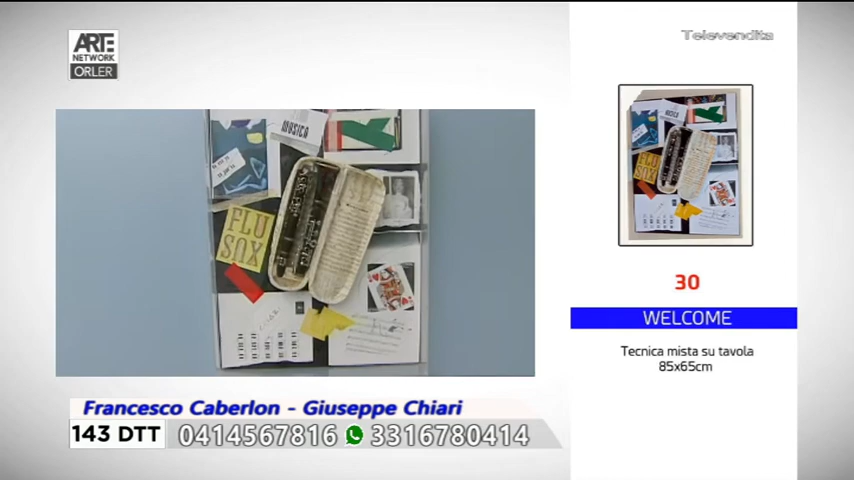 ARTE
NETWORK
ORLER
Televendita
MUSICA
FLU
SUX
30
WELCOME
Tecnica mista su tavola
85x65cm
Francesco Caberlon - Giuseppe Chiari
143 DTT
0414567816
3316780414